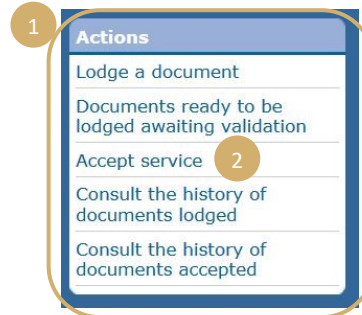 1
Actions
Lodge a document
Documents ready to be
lodged awaiting validation
Accept service 2
Consult the history of
documents lodged
Consult the history of
documents accepted